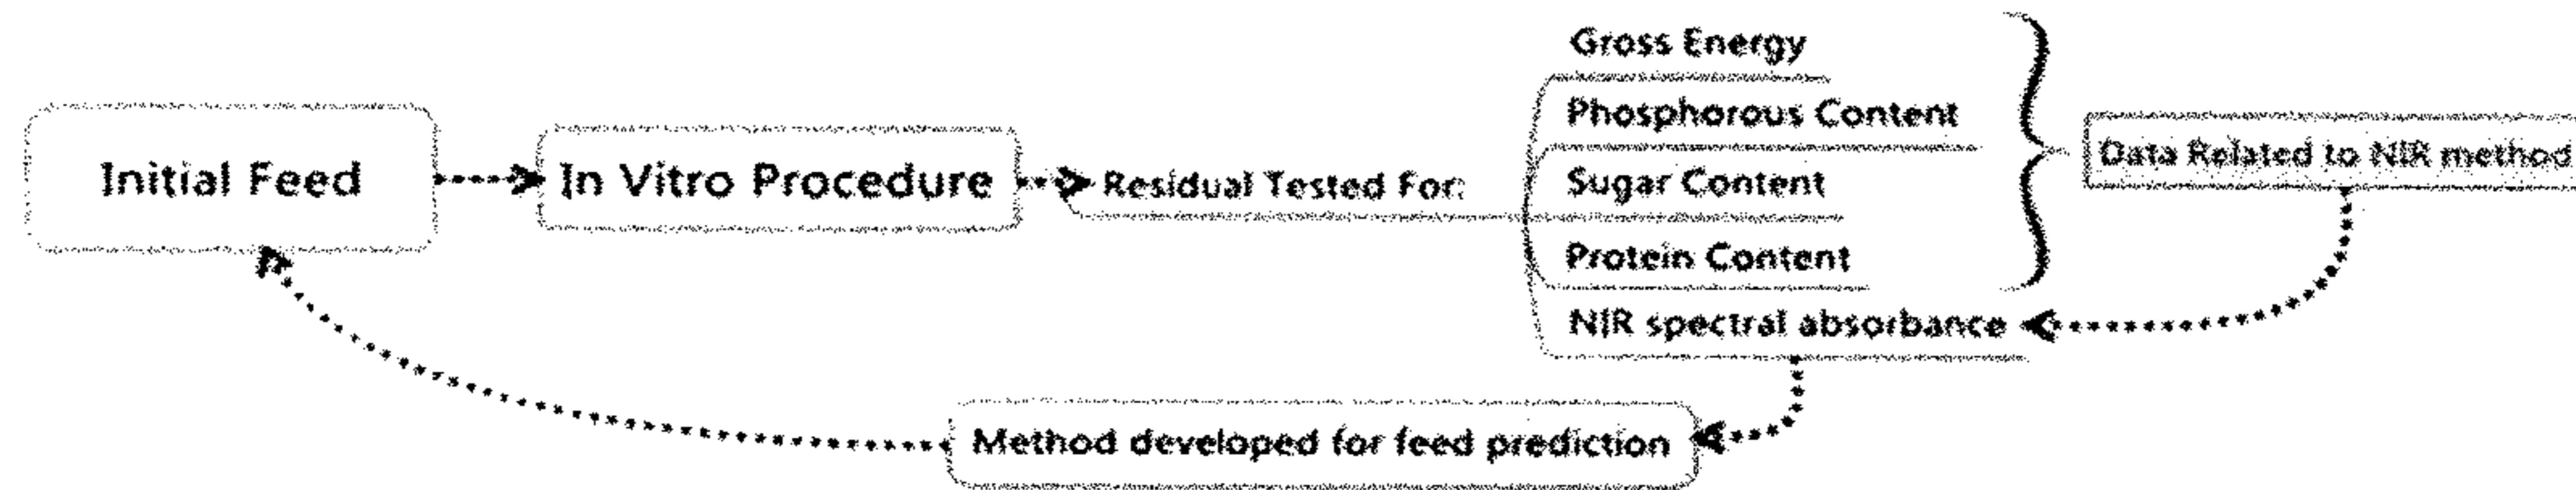 Initial Feed
In Vitro Procedure
Residual Tested For:
Gross Energy
Phosphorous Content
Sugar Content
Protein Content
NIR spectral absorbance
Data Related to NIR method
Method developed for feed prediction